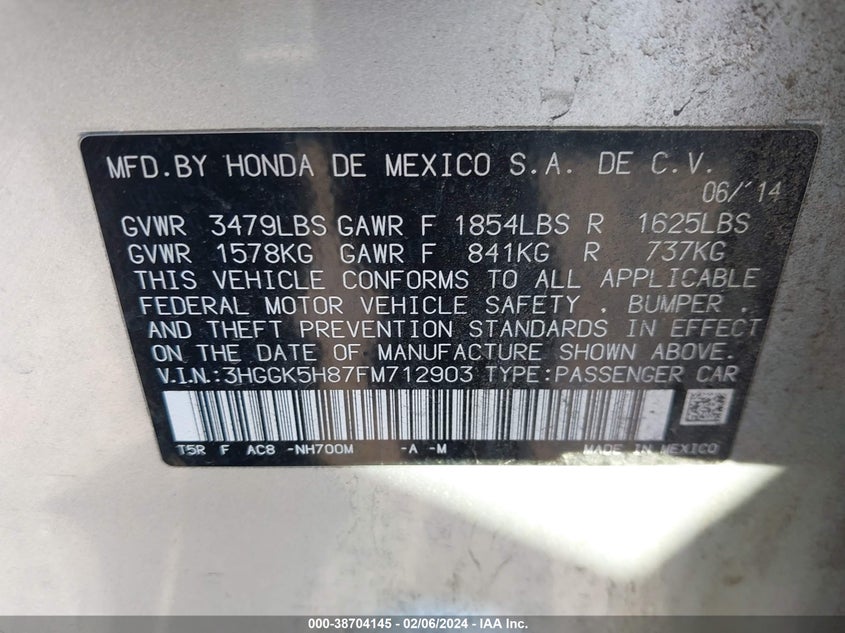 MFD.BY HONDA DE MEXICO S.A. DE C.V.
06/'14
GVWR 3479LBS GAWR F 1854LBS R 1625LBS
GVWR 1578KG GAWR F 841KG R 737KG
THIS VEHICLE CONFORMS TO ALL APPLICABLE
FEDERAL MOTOR VEHICLE SAFETY , BUMPER ,
AND THEFT PREVENTION STANDARDS IN EFFECT
ON THE DATE OF MANUFACTURE SHOWN ABOVE.
V.I.N.:3HGGK5H87FM712903 TYPE:PASSENGER CAR
T5R F AC8 -NH700M -A -M MADE IN MEXICO
000-38704145 - 02/06/2024 - IAA Inc.